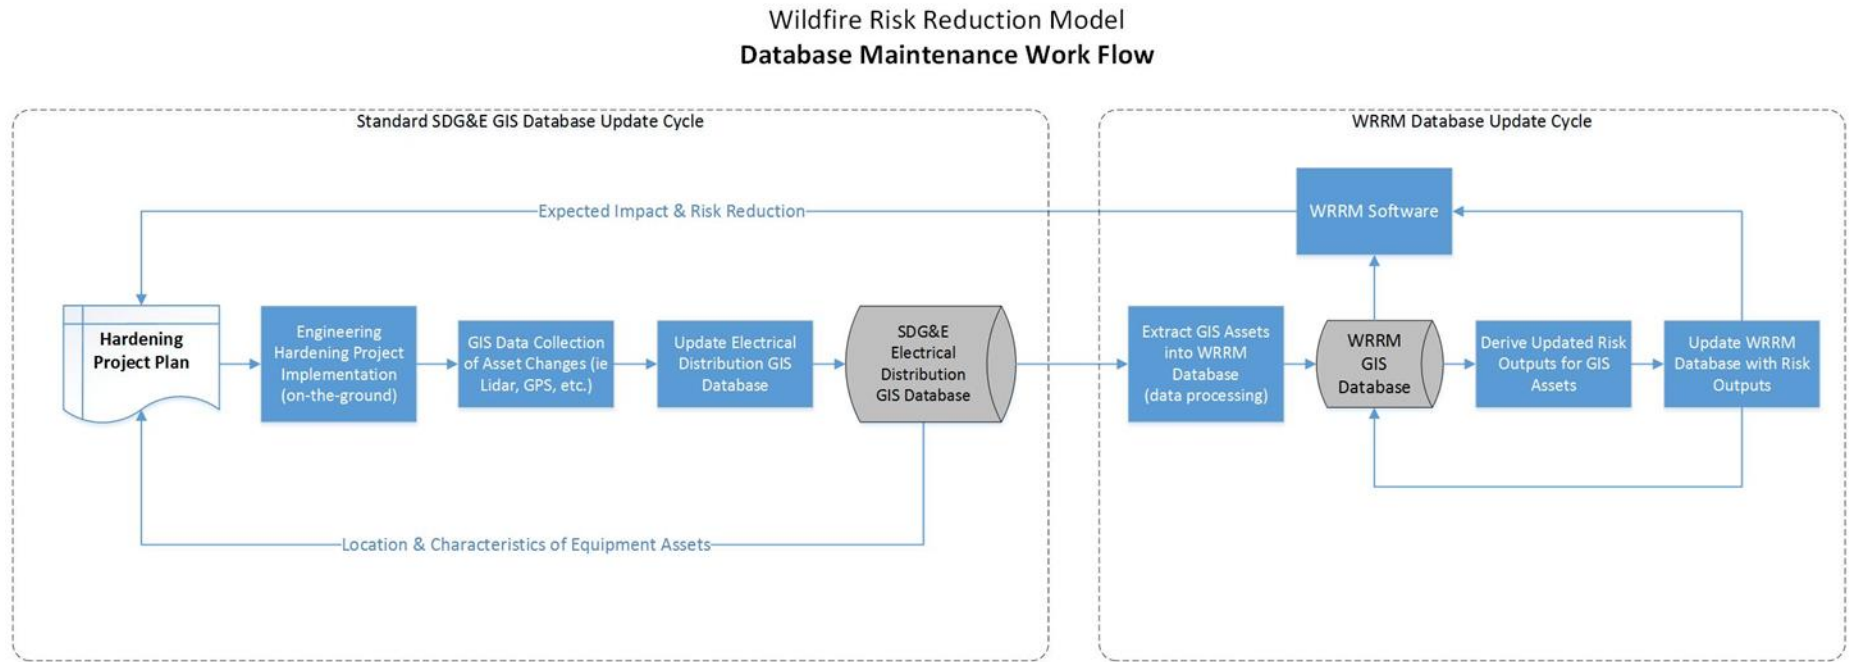 Wildfire Risk Reduction Model
Database Maintenance Work Flow
Standard SDG&E GIS Database Update Cycle
WRRM Database Update Cycle
Expected Impact & Risk Reduction
WRRM Software
Hardening
Project Plan
Engineering
Hardening Project
Implementation
(on-the-ground)
GIS Data Collection
of Asset Changes (ie
Lidar, GPS, etc.)
Update Electrical
Distribution GIS
Database
SDG&E
Electrical
Distribution
GIS Database
Extract GIS Assets
into WRRM
Database
(data processing)
WRRM
GIS
Database
Derive Updated Risk
Outputs for GIS
Assets
Update WRRM
Database with Risk
Outputs
Location & Characteristics of Equipment Assets